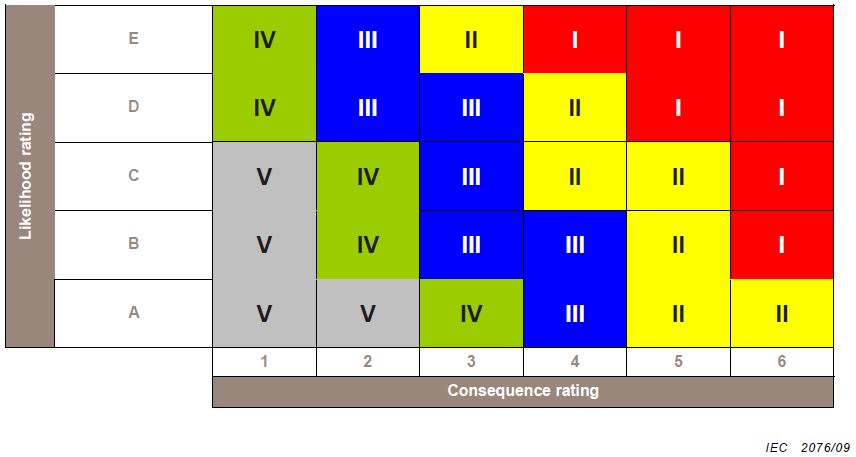 Likelihood rating
E IV III II I I I
D IV III III II I I
C V IV III II II I
B V IV III III II I
A V V IV III II II
1 2 3 4 5 6
Consequence rating
IEC 2076/09